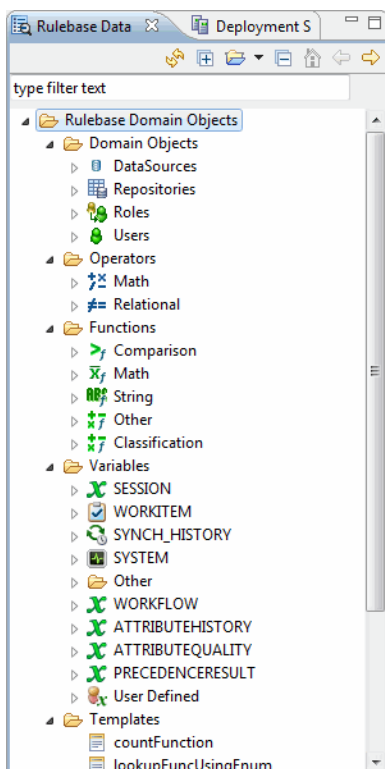 Rulebase Data
Deployment S
type filter text
Rulebase Domain Objects
Domain Objects
DataSources
Repositories
Roles
Users
Operators
Math
Relational
Functions
Comparison
Math
String
Other
Classification
Variables
SESSION
WORKITEM
SYNCH_HISTORY
SYSTEM
Other
WORKFLOW
ATTRIBUTEHISTORY
ATTRIBUTEQUALITY
PRECEDENCERESULT
User Defined
Templates
countFunction
lookupFuncUsingEnum